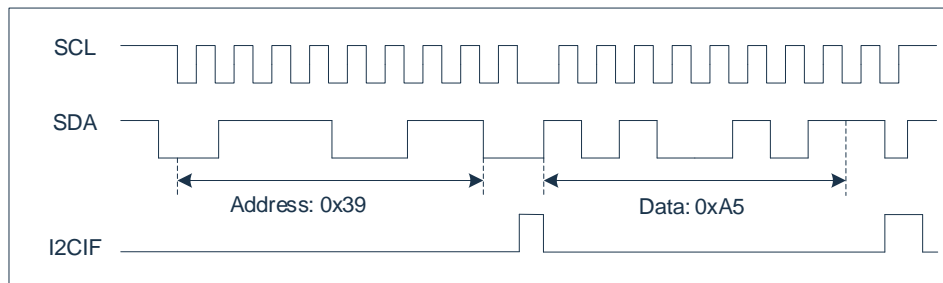 SCL
SDA
Address: 0x39
Data: 0xA5
I2CIF